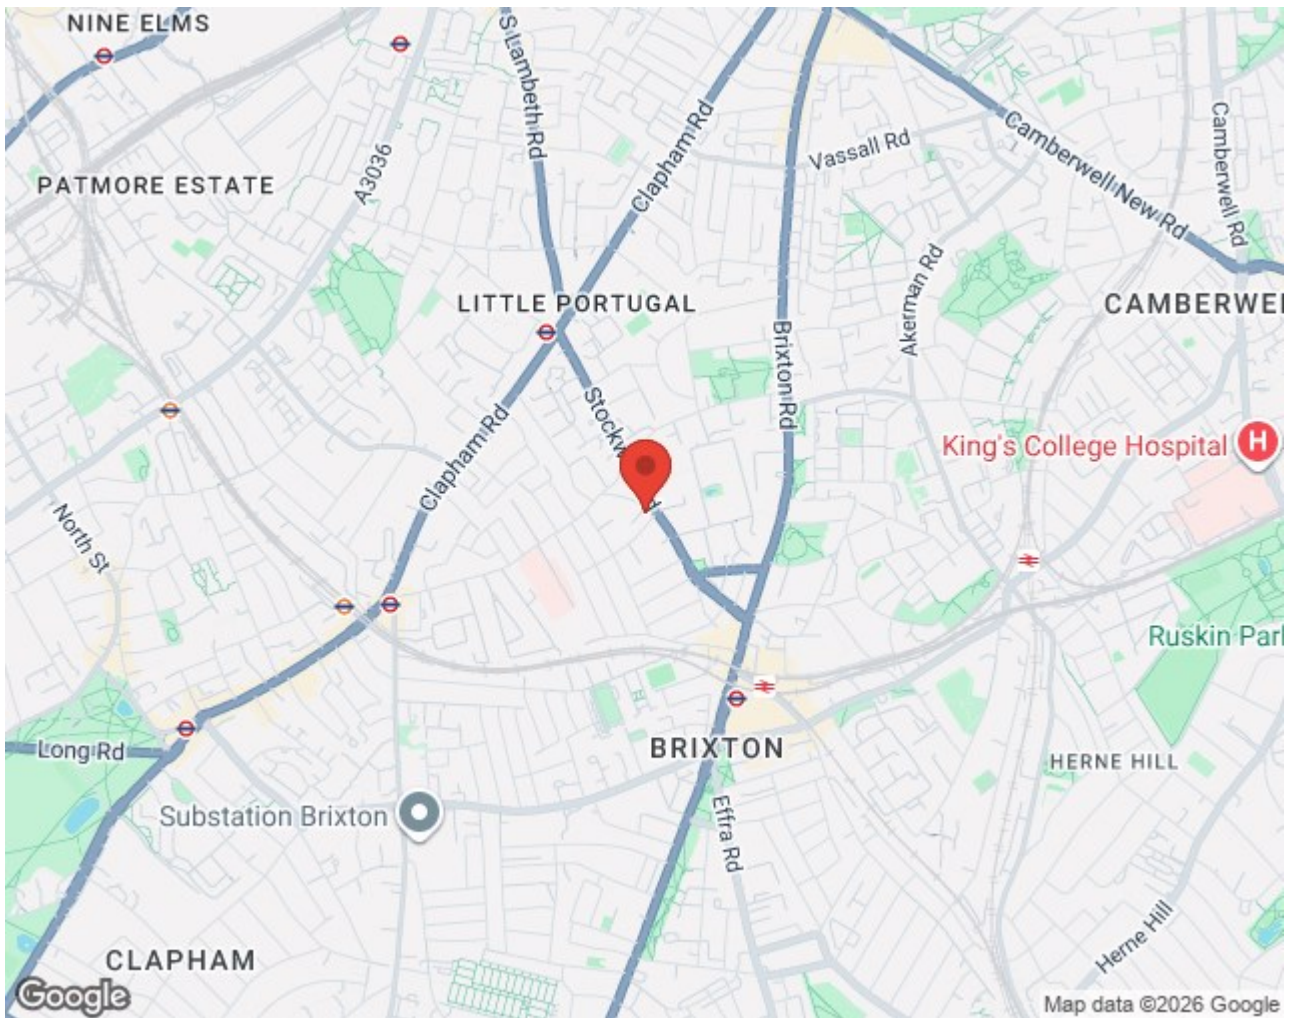 NINE ELMS
S Lambeth Rd
Clapham Rd
Vassall Rd
Camberwell New Rd
Camberwell Rd
A3036
PATMORE ESTATE
Akerman Rd
LITTLE PORTUGAL
CAMBERWE
Brixton Rd
Stockw
Clapham Rd
King's College Hospital
H
North St
Ruskin Par
Long Rd
BRIXTON
HERNE HILL
Substation Brixton
Effra Rd
Herne Hill
CLAPHAM
Google
Map data ©2026 Google